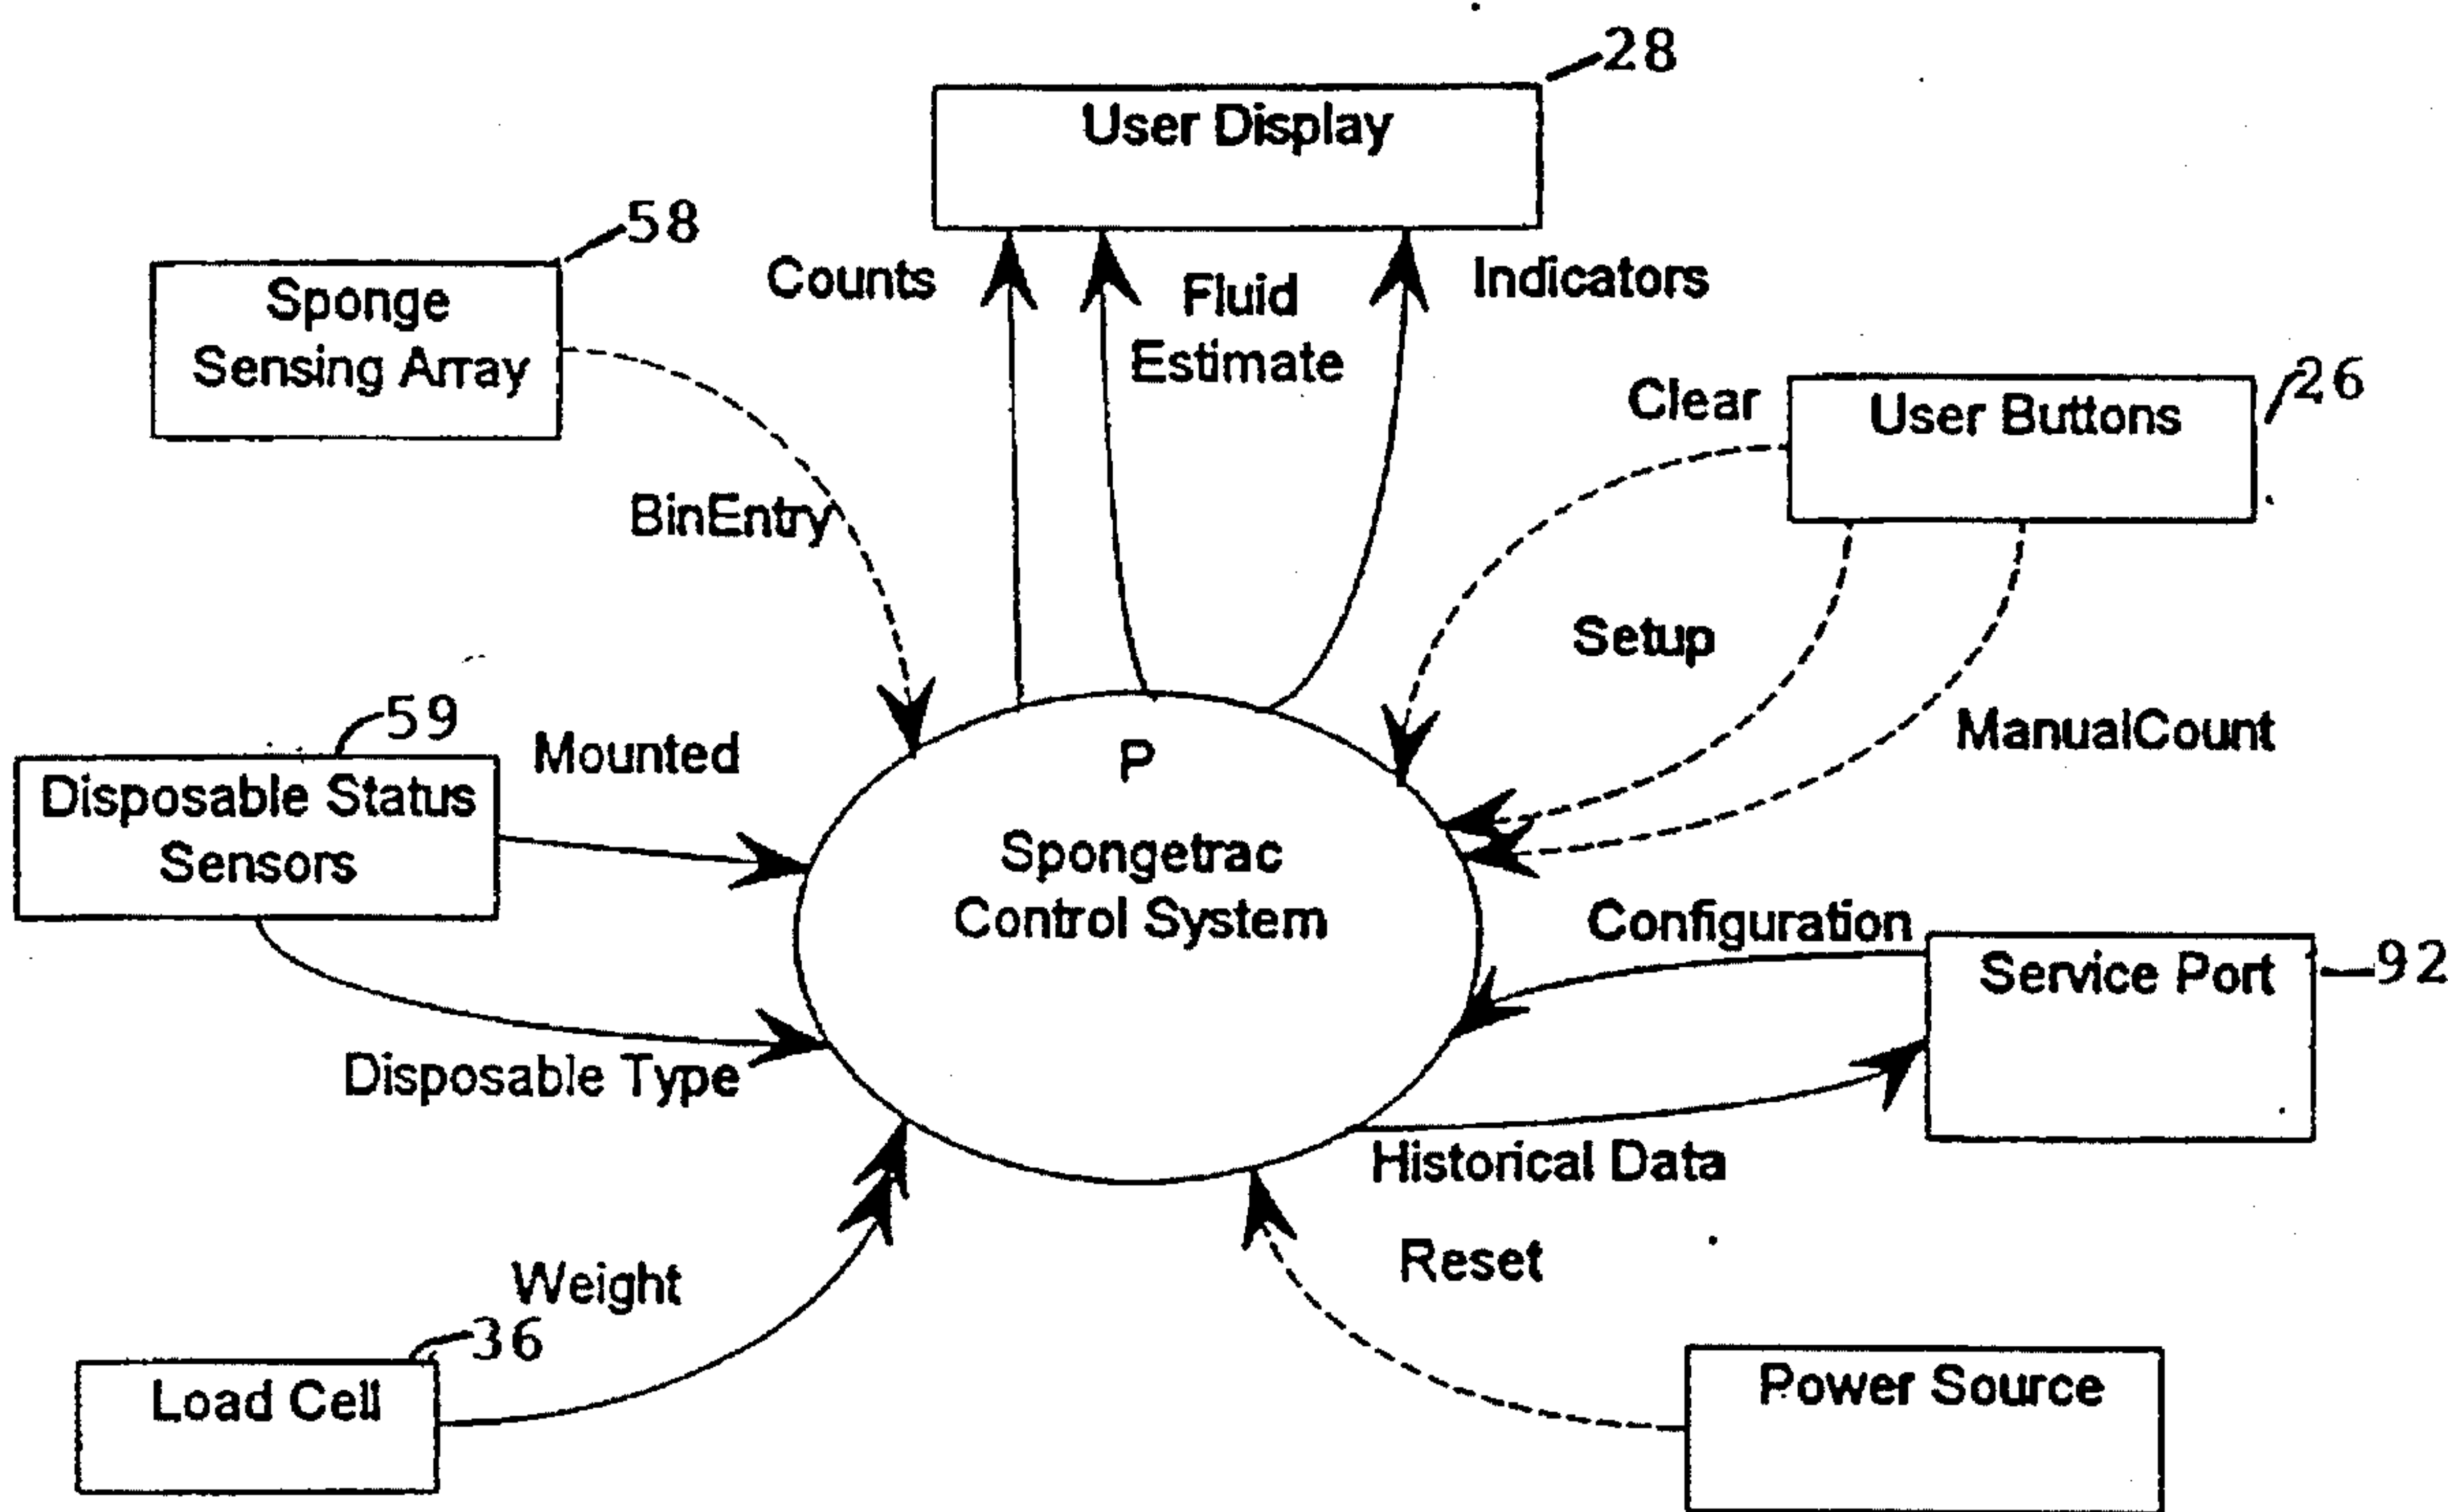 28
User Display
58
Sponge
Sensing Array
Counts
Fluid
Estimate
Indicators
26
Clear
User Buttons
BinEntry
Setup
59
Mounted
ManualCount
Disposable Status
Sensors
P
Spongetrac
Control System
Configuration
Service Port
92
Disposable Type
Historical Data
Reset
Weight
36
Load Cell
Power Source